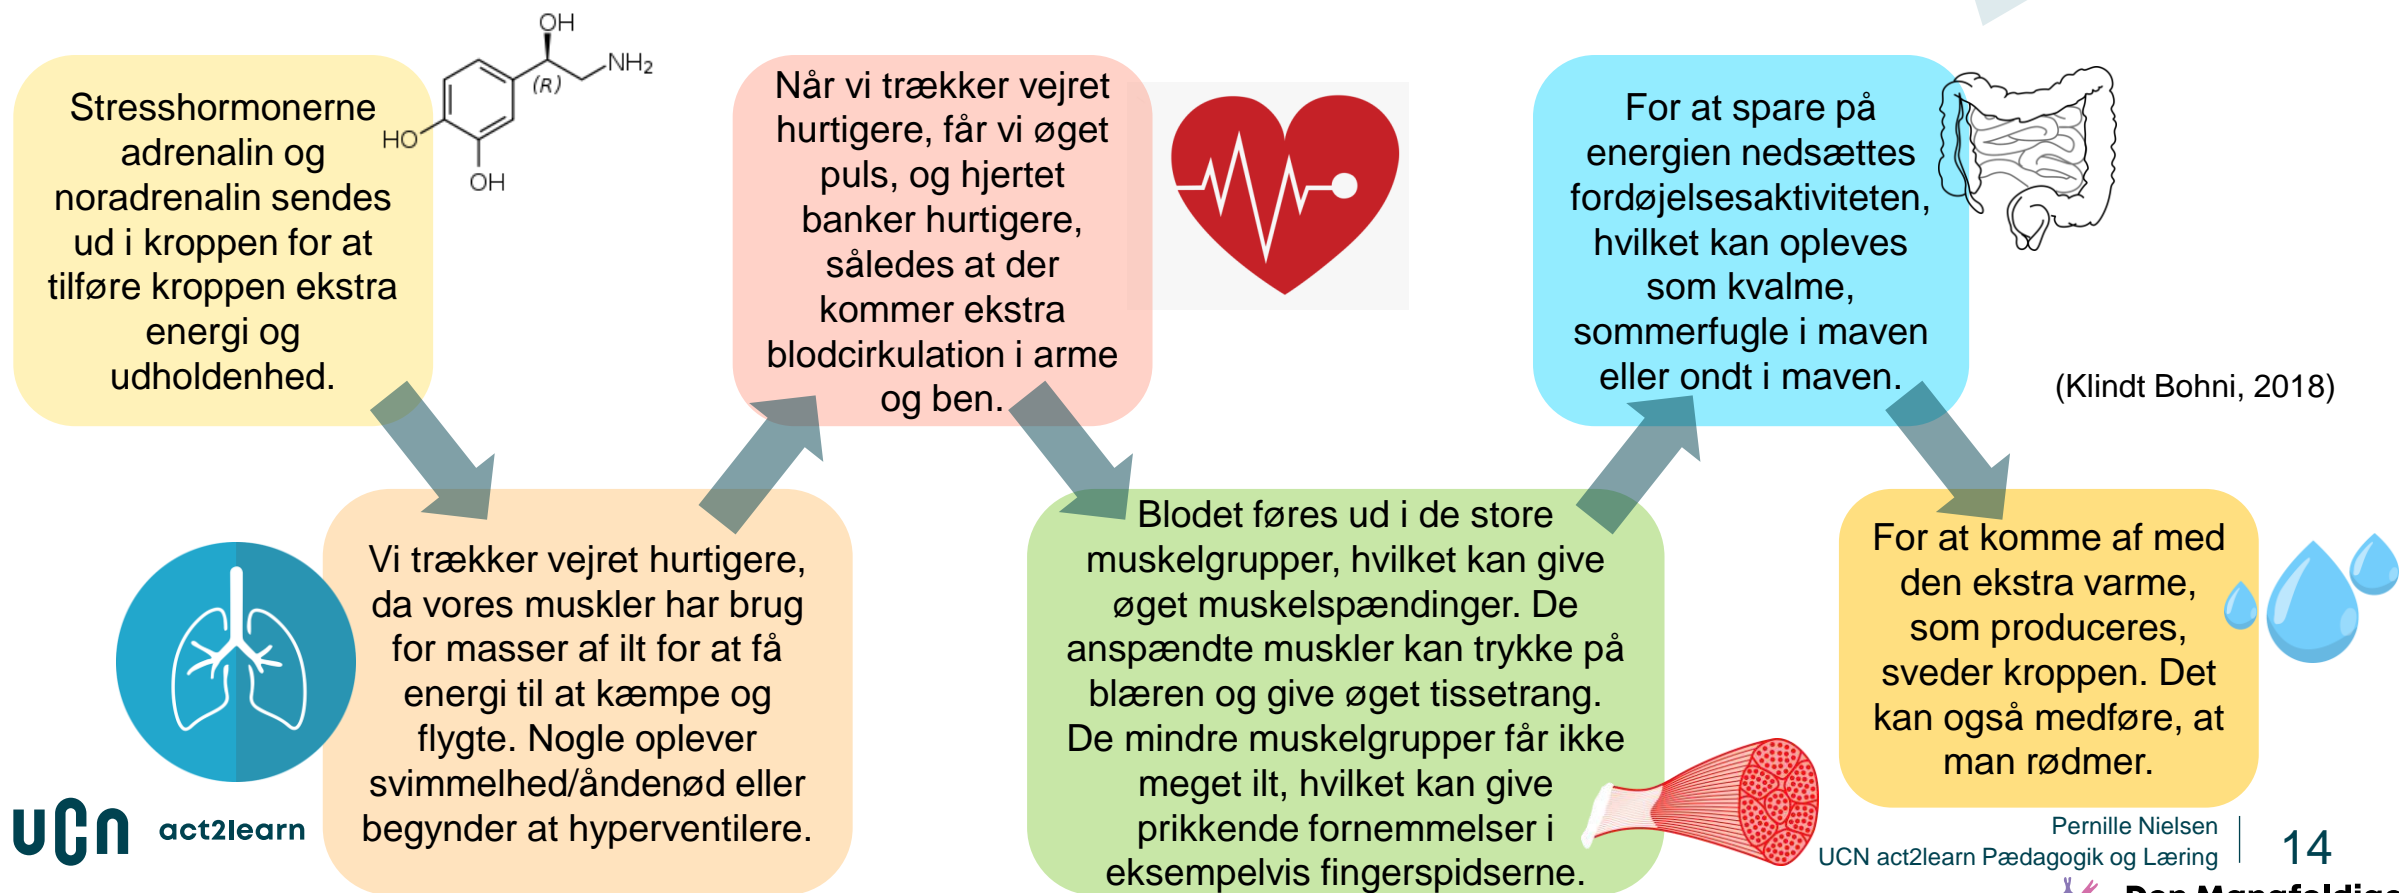 Stresshormonerne
adrenalin og
noradrenalin sendes
ud i kroppen for at
tilføre kroppen ekstra
energi og
udholdenhed.
OH
NH₂
(R)
HO
OH
Vi trækker vejret hurtigere,
da vores muskler har brug
for masser af ilt for at få
energi til at kæmpe og
flygte. Nogle oplever
svimmelhed/åndenød eller
begynder at hyperventilere.
Når vi trækker vejret
hurtigere, får vi øget
puls, og hjertet
banker hurtigere,
således at der
kommer ekstra
blodcirkulation i arme
og ben.
Blodet føres ud i de store
muskelgrupper, hvilket kan give
øget muskelspændinger. De
anspændte muskler kan trykke på
blæren og give øget tissetrang.
De mindre muskelgrupper får ikke
meget ilt, hvilket kan give
prikkende fornemmelser i
eksempelvis fingerspidserne.
For at spare på
energien nedsættes
fordøjelsesaktiviteten,
hvilket kan opleves
som kvalme,
sommerfugle i maven
eller ondt i maven.
(Klindt Bohni, 2018)
For at komme af med
den ekstra varme,
som produceres,
sveder kroppen. Det
kan også medføre, at
man rødmer.
ucn act2learn
Pernille Nielsen
UCN act2learn Pædagogik og Læring
14